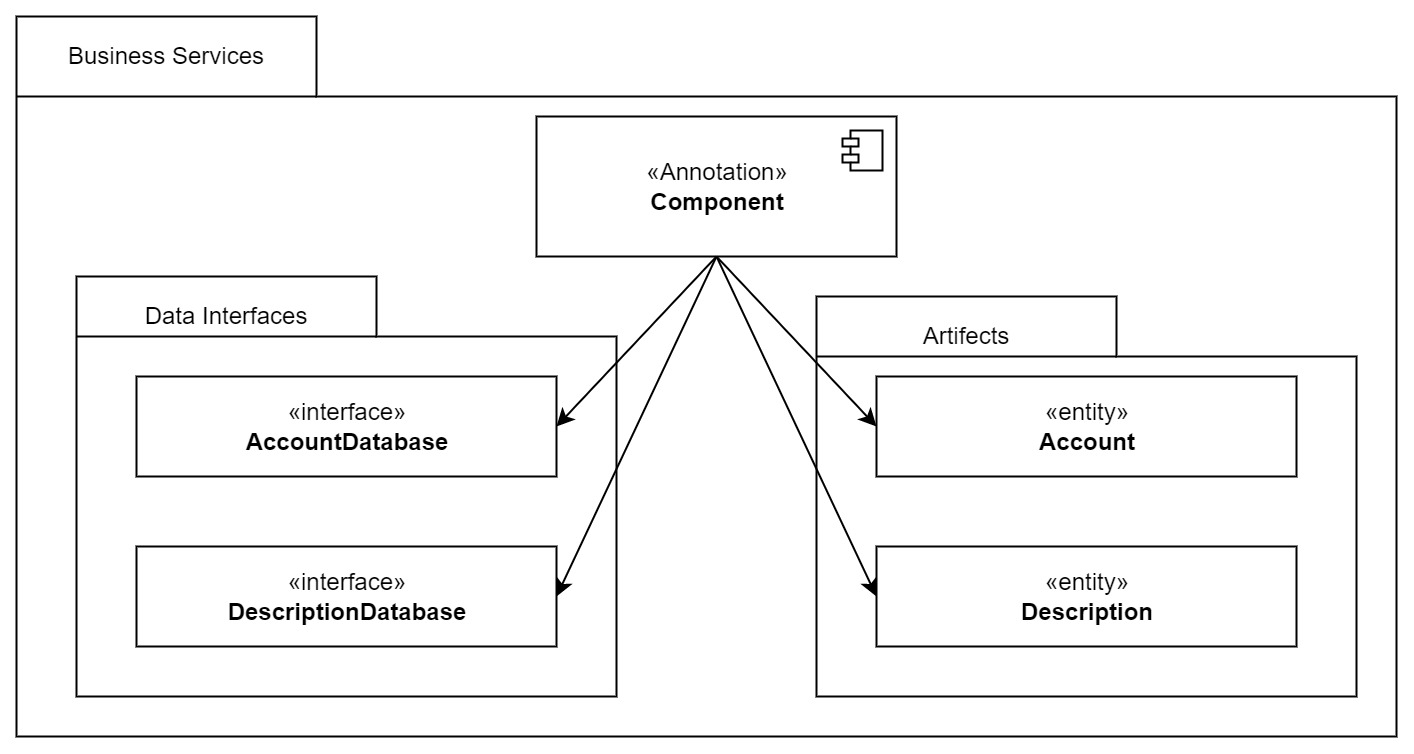 Business Services
«Annotation»
Component
Data Interfaces
«interface»
AccountDatabase
«interface»
DescriptionDatabase
Artifects
«entity»
Account
«entity»
Description